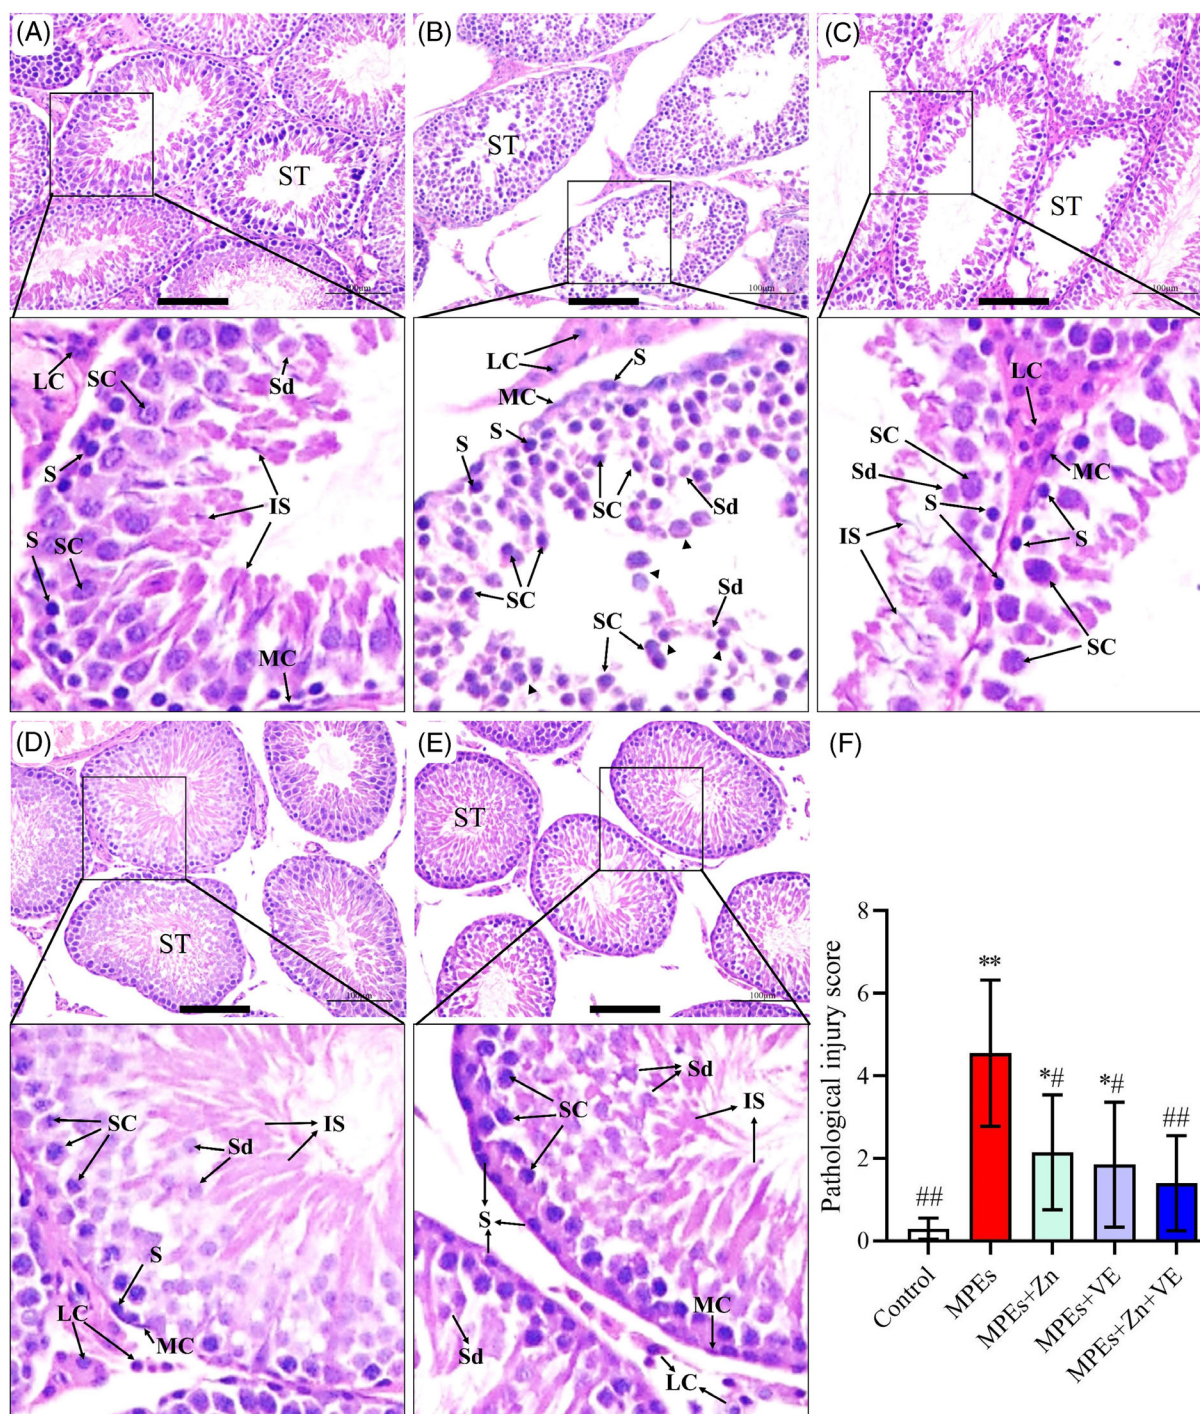 (A)
ST
100μm
LC
SC
Sd
S
IS
S
SC
MC
(B)
ST
100μm
LC
S
MC
S
S
SC
Sd
SC
Sd
SC
(C)
ST
100μm
LC
SC
MC
Sd
S
S
IS
SC
(D)
ST
100μm
SC
IS
Sd
S
LC
MC
(E)
ST
100μm
Sd
SC
IS
S
MC
Sd
LC
(F)
Pathological injury score
8
6
4
2
0
##
**
*#
*#
##
Control
MPEs
MPEs+Zn
MPEs+VE
MPEs+Zn+VE